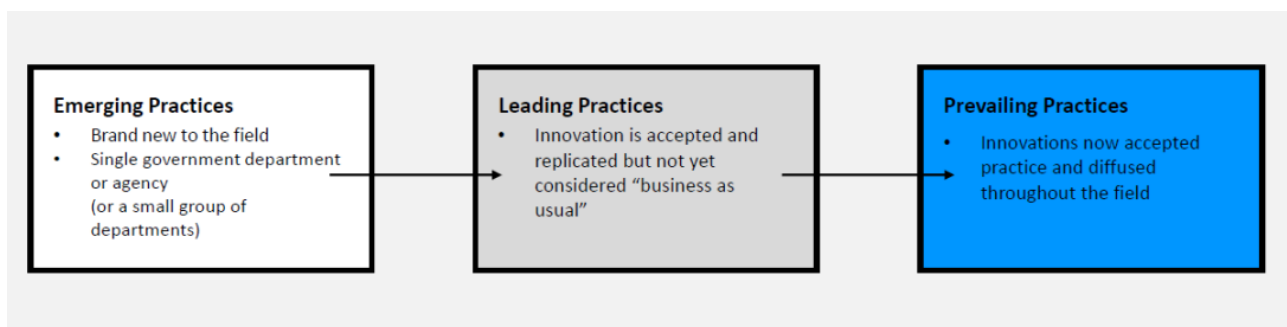 Emerging Practices
• Brand new to the field
• Single government department
or agency
(or a small group of
departments)
Leading Practices
• Innovation is accepted and
replicated but not yet
considered “business as
usual”
Prevailing Practices
• Innovations now accepted
practice and diffused
throughout the field